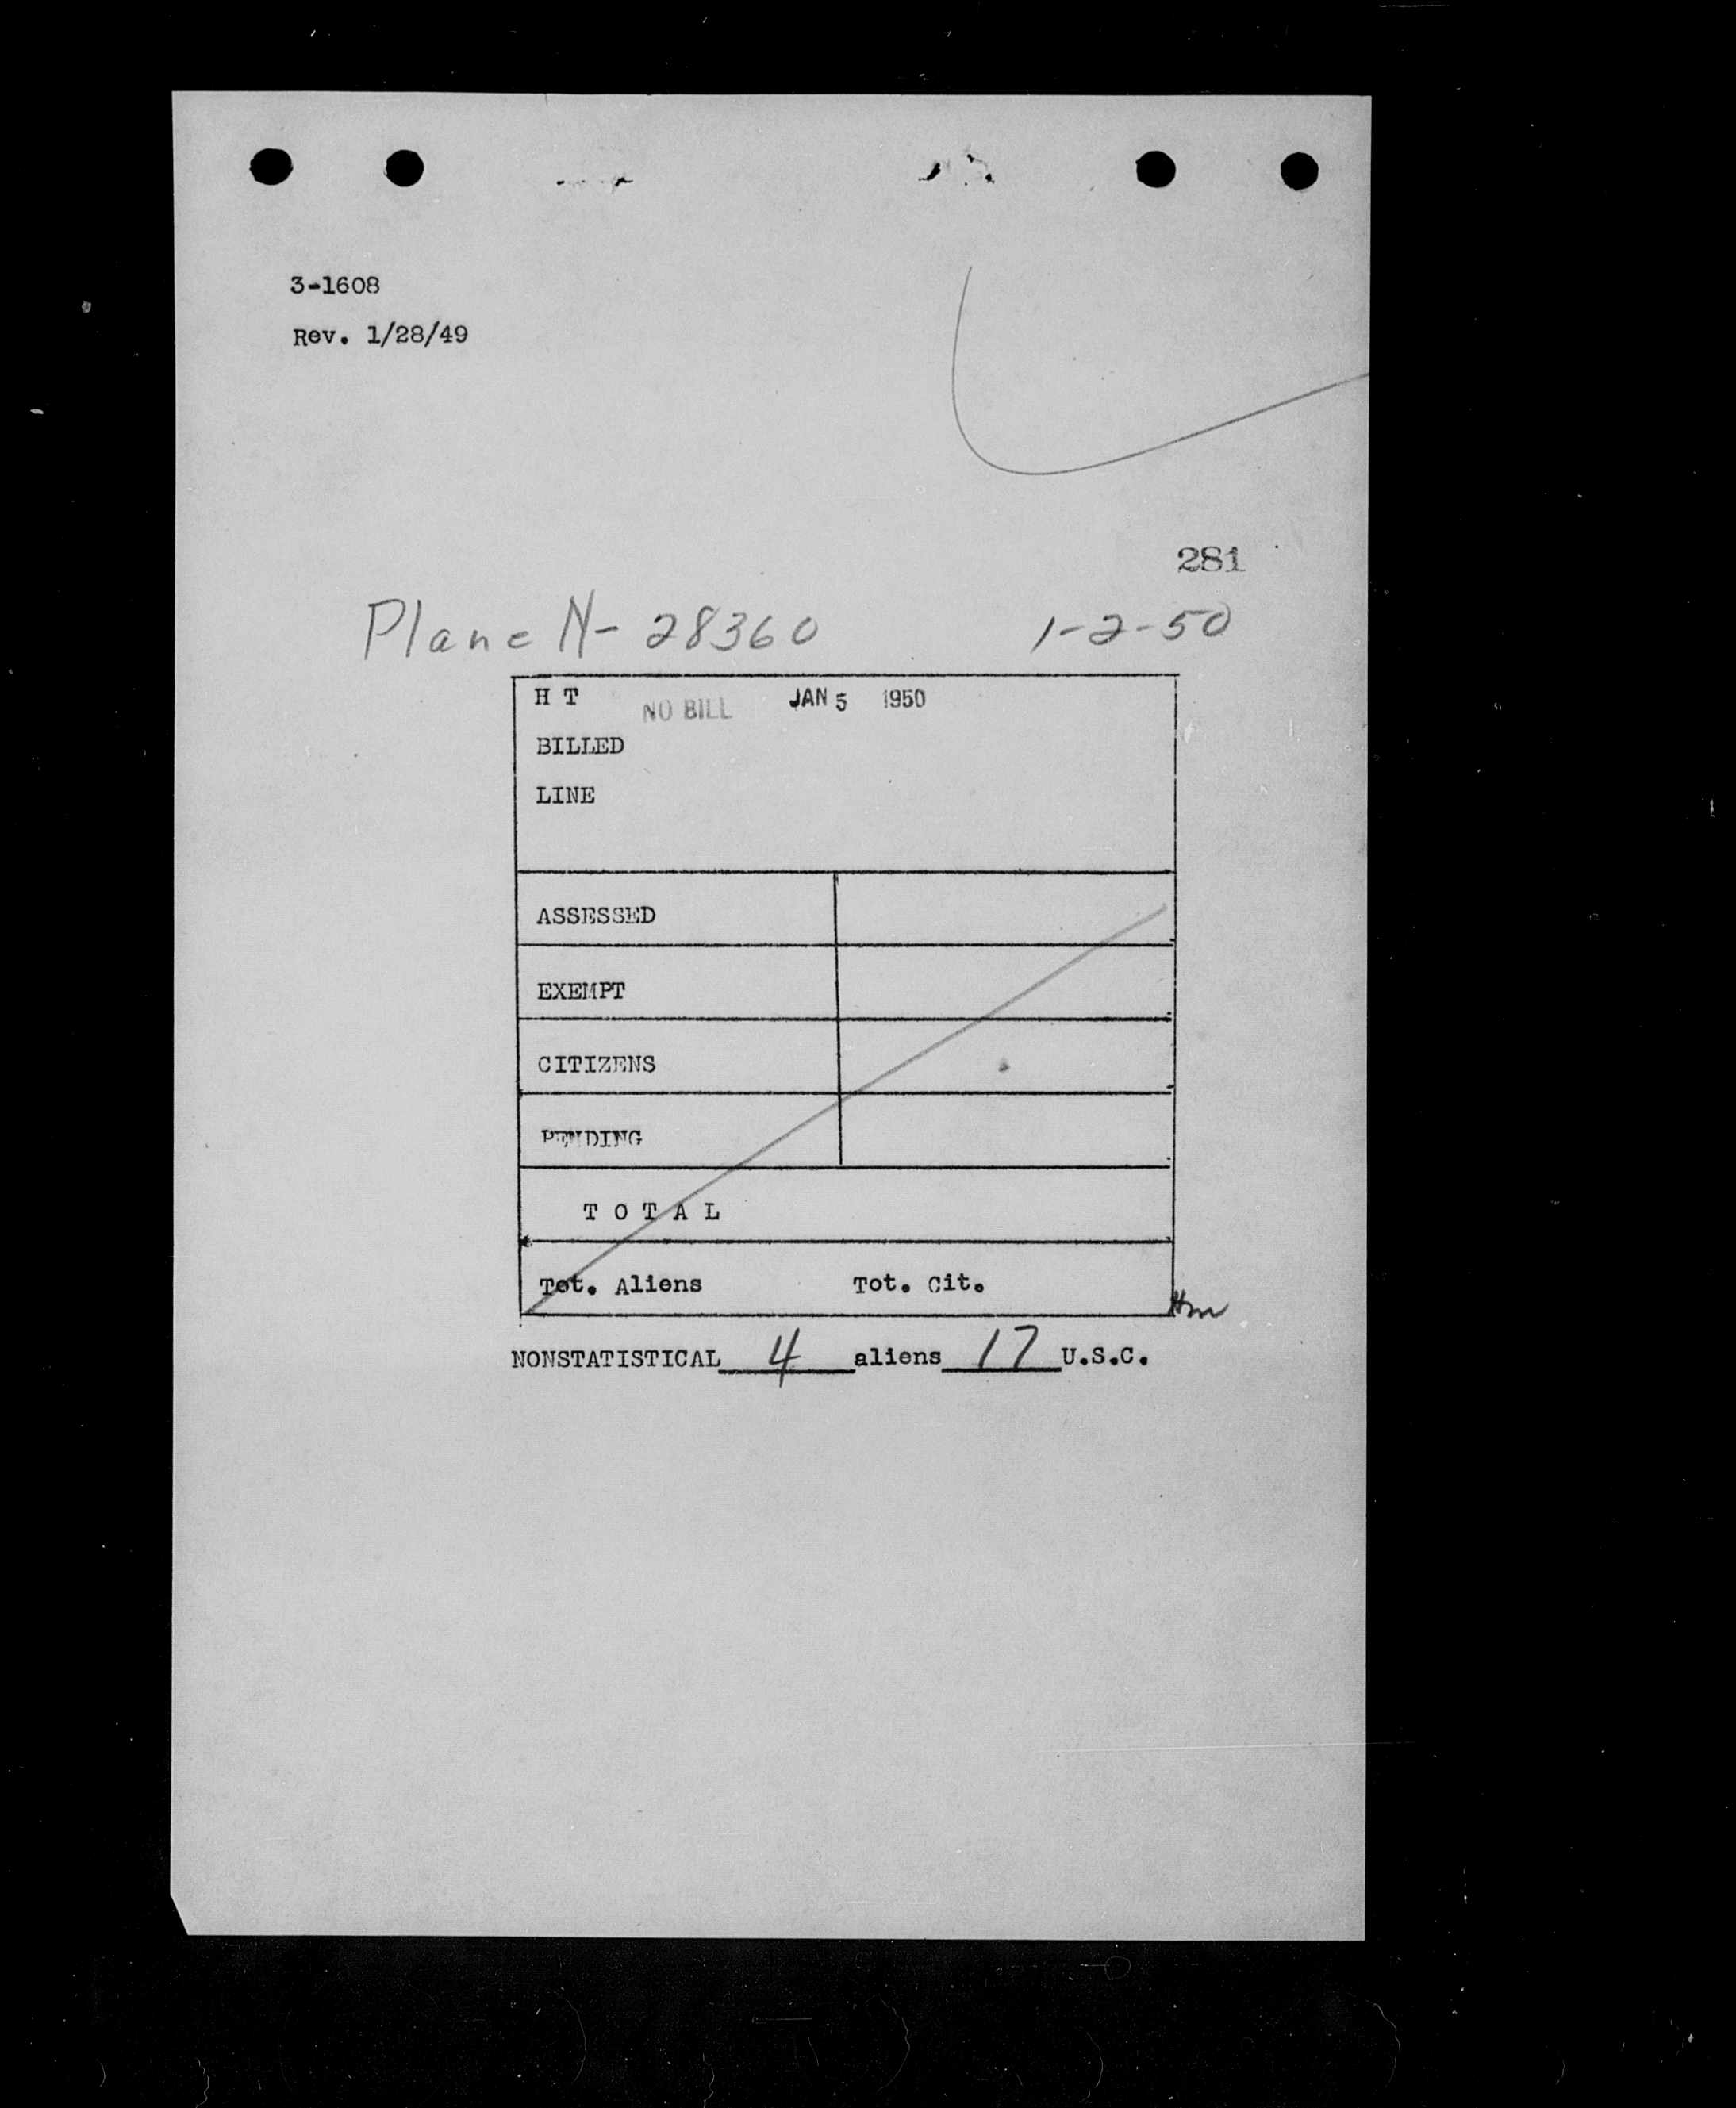 3-1608
Rev. 1/28/49
281
Plane N-28360 1-2-50
H T NO BILL JAN 5 1950
BILLED
LINE
ASSESSED
EXEMPT
CITIZENS
PENDING
T O T A L
Tot. Aliens Tot. Cit.
Hm
NONSTATISTICAL 4 aliens 17 U.S.C.